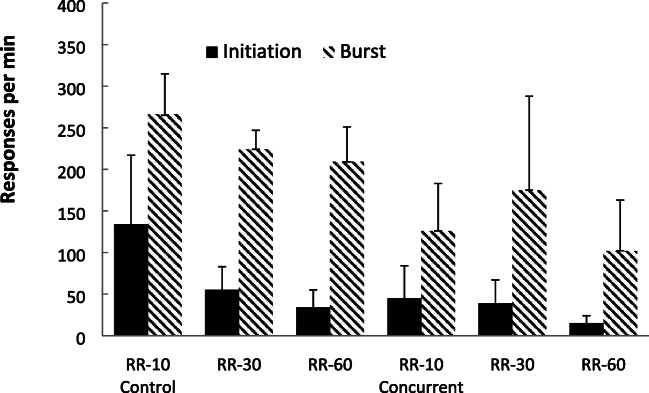 400
350
300
250
200
150
100
50
0
Responses per min
Initiation Burst
RR-10 RR-30 RR-60 RR-10 RR-30 RR-60
Control Concurrent